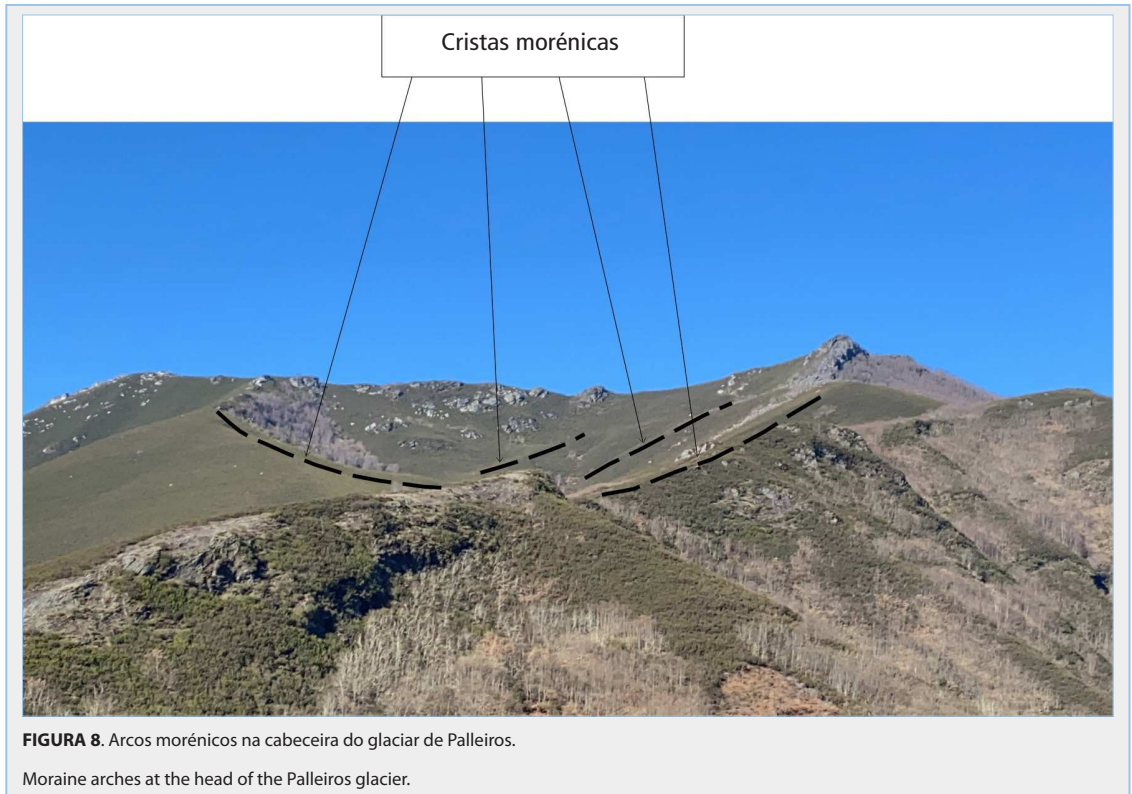 Cristas morénicas
FIGURA 8. Arcos morénicos na cabeceira do glaciar de Palleiros.
Moraine arches at the head of the Palleiros glacier.